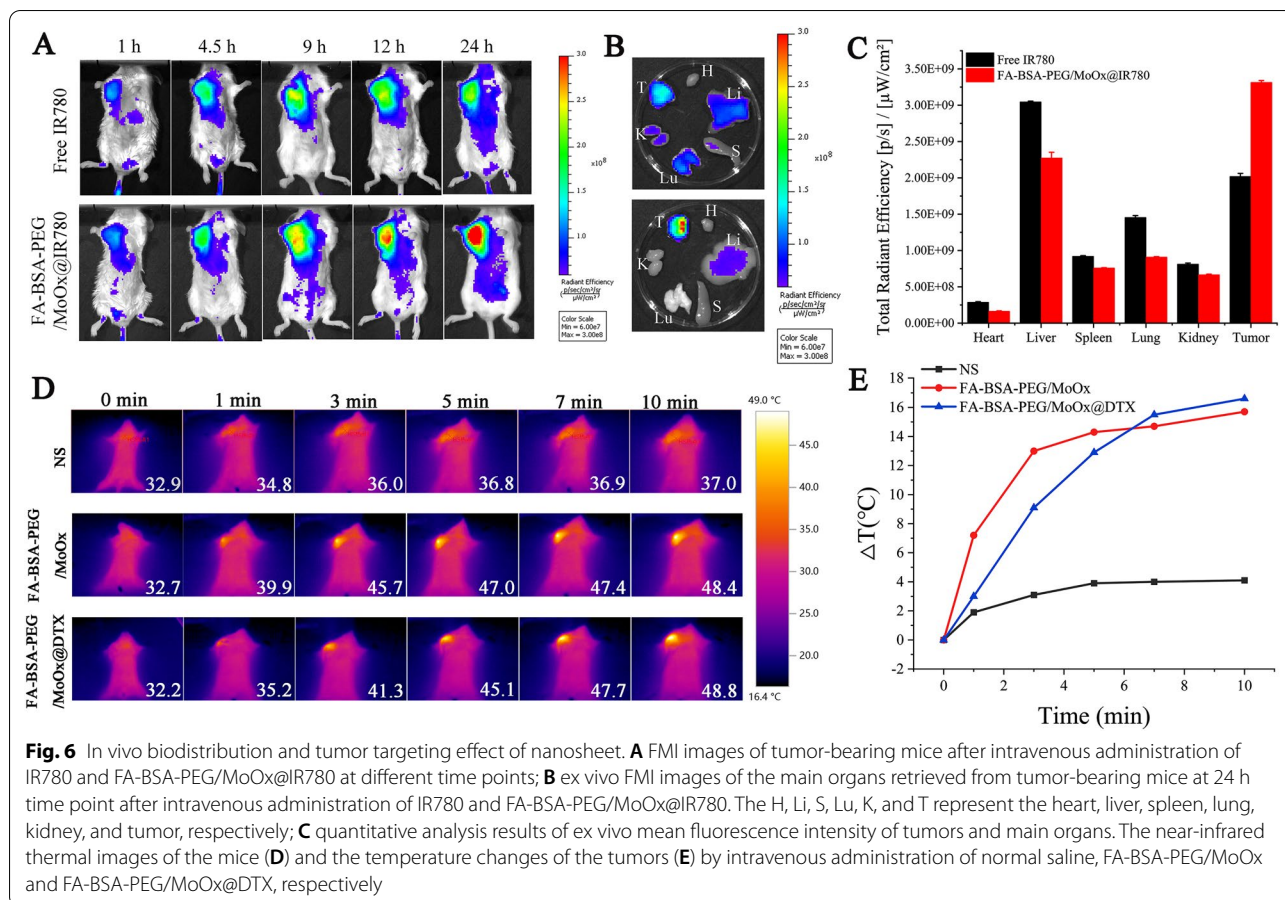 A
1 h 4.5 h 9 h 12 h 24 h
Free IR780
FA-BSA-PEG
/MoOx@IR780
3.0
2.5
2.0
×10⁸
1.5
1.0
Radiant Efficiency
(p/sec/cm²/sr
μW/cm²)
Color Scale
Min = 6.00e7
Max = 3.00e8
B
H
T
Li
K
S
Lu
H
T
Li
K
S
Lu
3.0
2.5
2.0
×10⁸
1.5
1.0
Radiant Efficiency
(p/sec/cm²/sr
μW/cm²)
Color Scale
Min = 6.00e7
Max = 3.00e8
C
Free IR780
FA-BSA-PEG/MoOx@IR780
Total Radiant Efficiency [p/s] / [μW/cm²]
3.50E+09
3.00E+09
2.50E+09
2.00E+09
1.50E+09
1.00E+09
5.00E+08
0.00E+00
Heart Liver Spleen Lung Kidney Tumor
D
0 min 1 min 3 min 5 min 7 min 10 min
NS
32.9 34.8 36.0 36.8 36.9 37.0
FA-BSA-PEG
/MoOx
32.7 39.9 45.7 47.0 47.4 48.4
FA-BSA-PEG
/MoOx@DTX
32.2 35.2 41.3 45.1 47.7 48.8
49.0 °C
45.0
40.0
35.0
30.0
25.0
20.0
16.4 °C
E
NS
FA-BSA-PEG/MoOx
FA-BSA-PEG/MoOx@DTX
△T(°C)
18
16
14
12
10
8
6
4
2
0
-2
0 2 4 6 8 10
Time (min)
Fig. 6 In vivo biodistribution and tumor targeting effect of nanosheet. A FMI images of tumor-bearing mice after intravenous administration of
IR780 and FA-BSA-PEG/MoOx@IR780 at different time points; B ex vivo FMI images of the main organs retrieved from tumor-bearing mice at 24 h
time point after intravenous administration of IR780 and FA-BSA-PEG/MoOx@IR780. The H, Li, S, Lu, K, and T represent the heart, liver, spleen, lung,
kidney, and tumor, respectively; C quantitative analysis results of ex vivo mean fluorescence intensity of tumors and main organs. The near-infrared
thermal images of the mice (D) and the temperature changes of the tumors (E) by intravenous administration of normal saline, FA-BSA-PEG/MoOx
and FA-BSA-PEG/MoOx@DTX, respectively